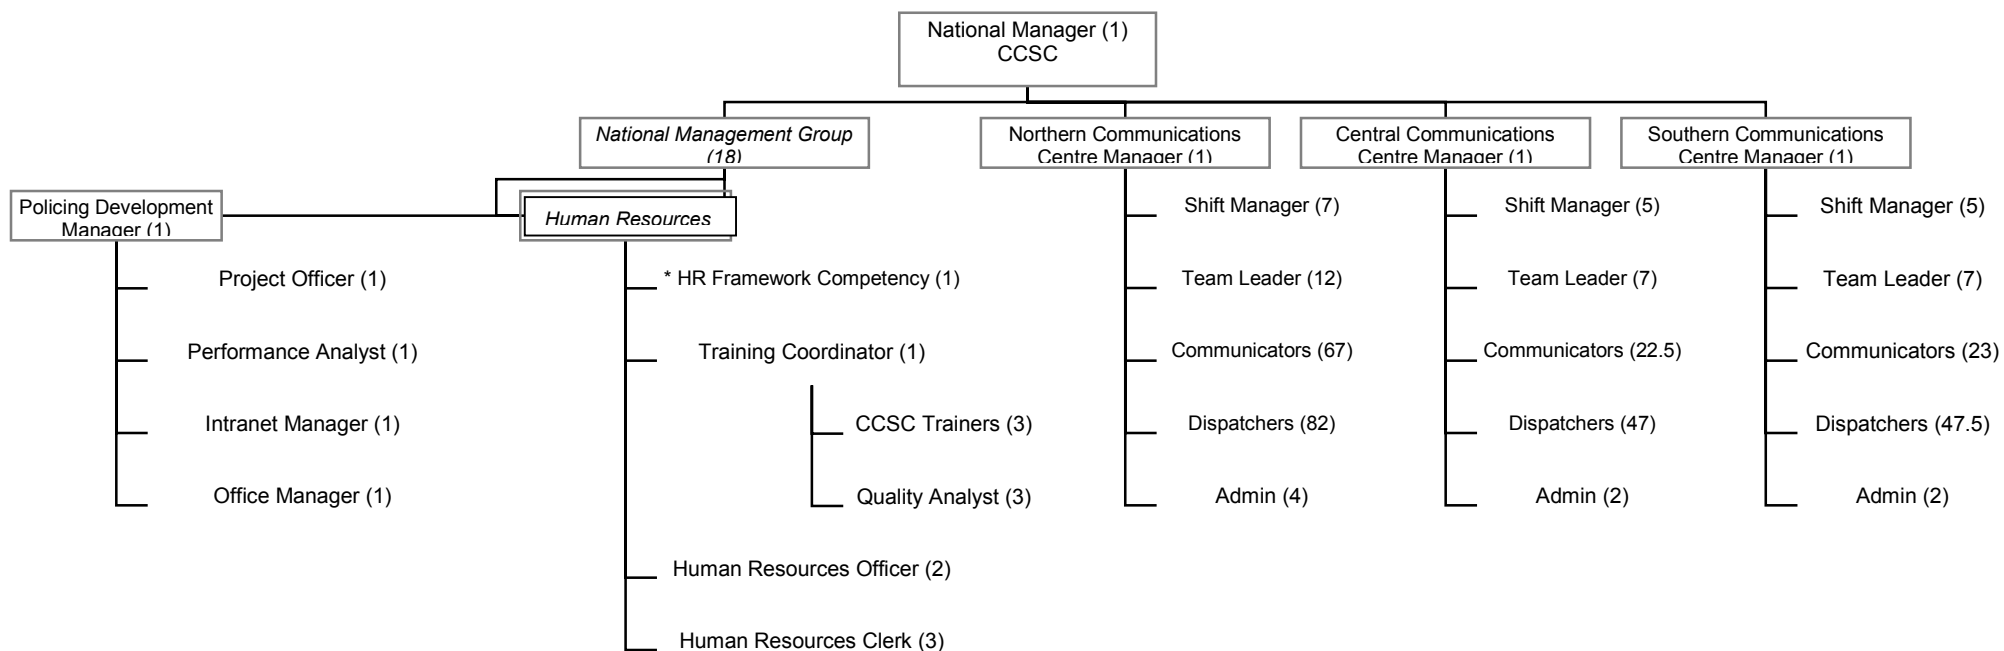 National Manager (1)
CCSC
National Management Group
(18)
Northern Communications
Centre Manager (1)
Central Communications
Centre Manager (1)
Southern Communications
Centre Manager (1)
Policing Development
Manager (1)
Human Resources
Project Officer (1)
Performance Analyst (1)
Intranet Manager (1)
Office Manager (1)
* HR Framework Competency (1)
Training Coordinator (1)
CCSC Trainers (3)
Quality Analyst (3)
Human Resources Officer (2)
Human Resources Clerk (3)
Shift Manager (7)
Team Leader (12)
Communicators (67)
Dispatchers (82)
Admin (4)
Shift Manager (5)
Team Leader (7)
Communicators (22.5)
Dispatchers (47)
Admin (2)
Shift Manager (5)
Team Leader (7)
Communicators (23)
Dispatchers (47.5)
Admin (2)